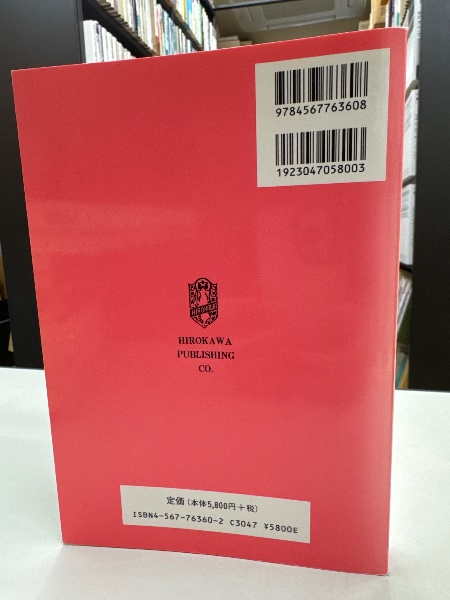 9784567763608
1923047058003
HIROKAWA
HIROKAWA
PUBLISHING
CO.
定価（本体5,800円＋税）
ISBN4-567-76360-2 C3047 ¥5800E